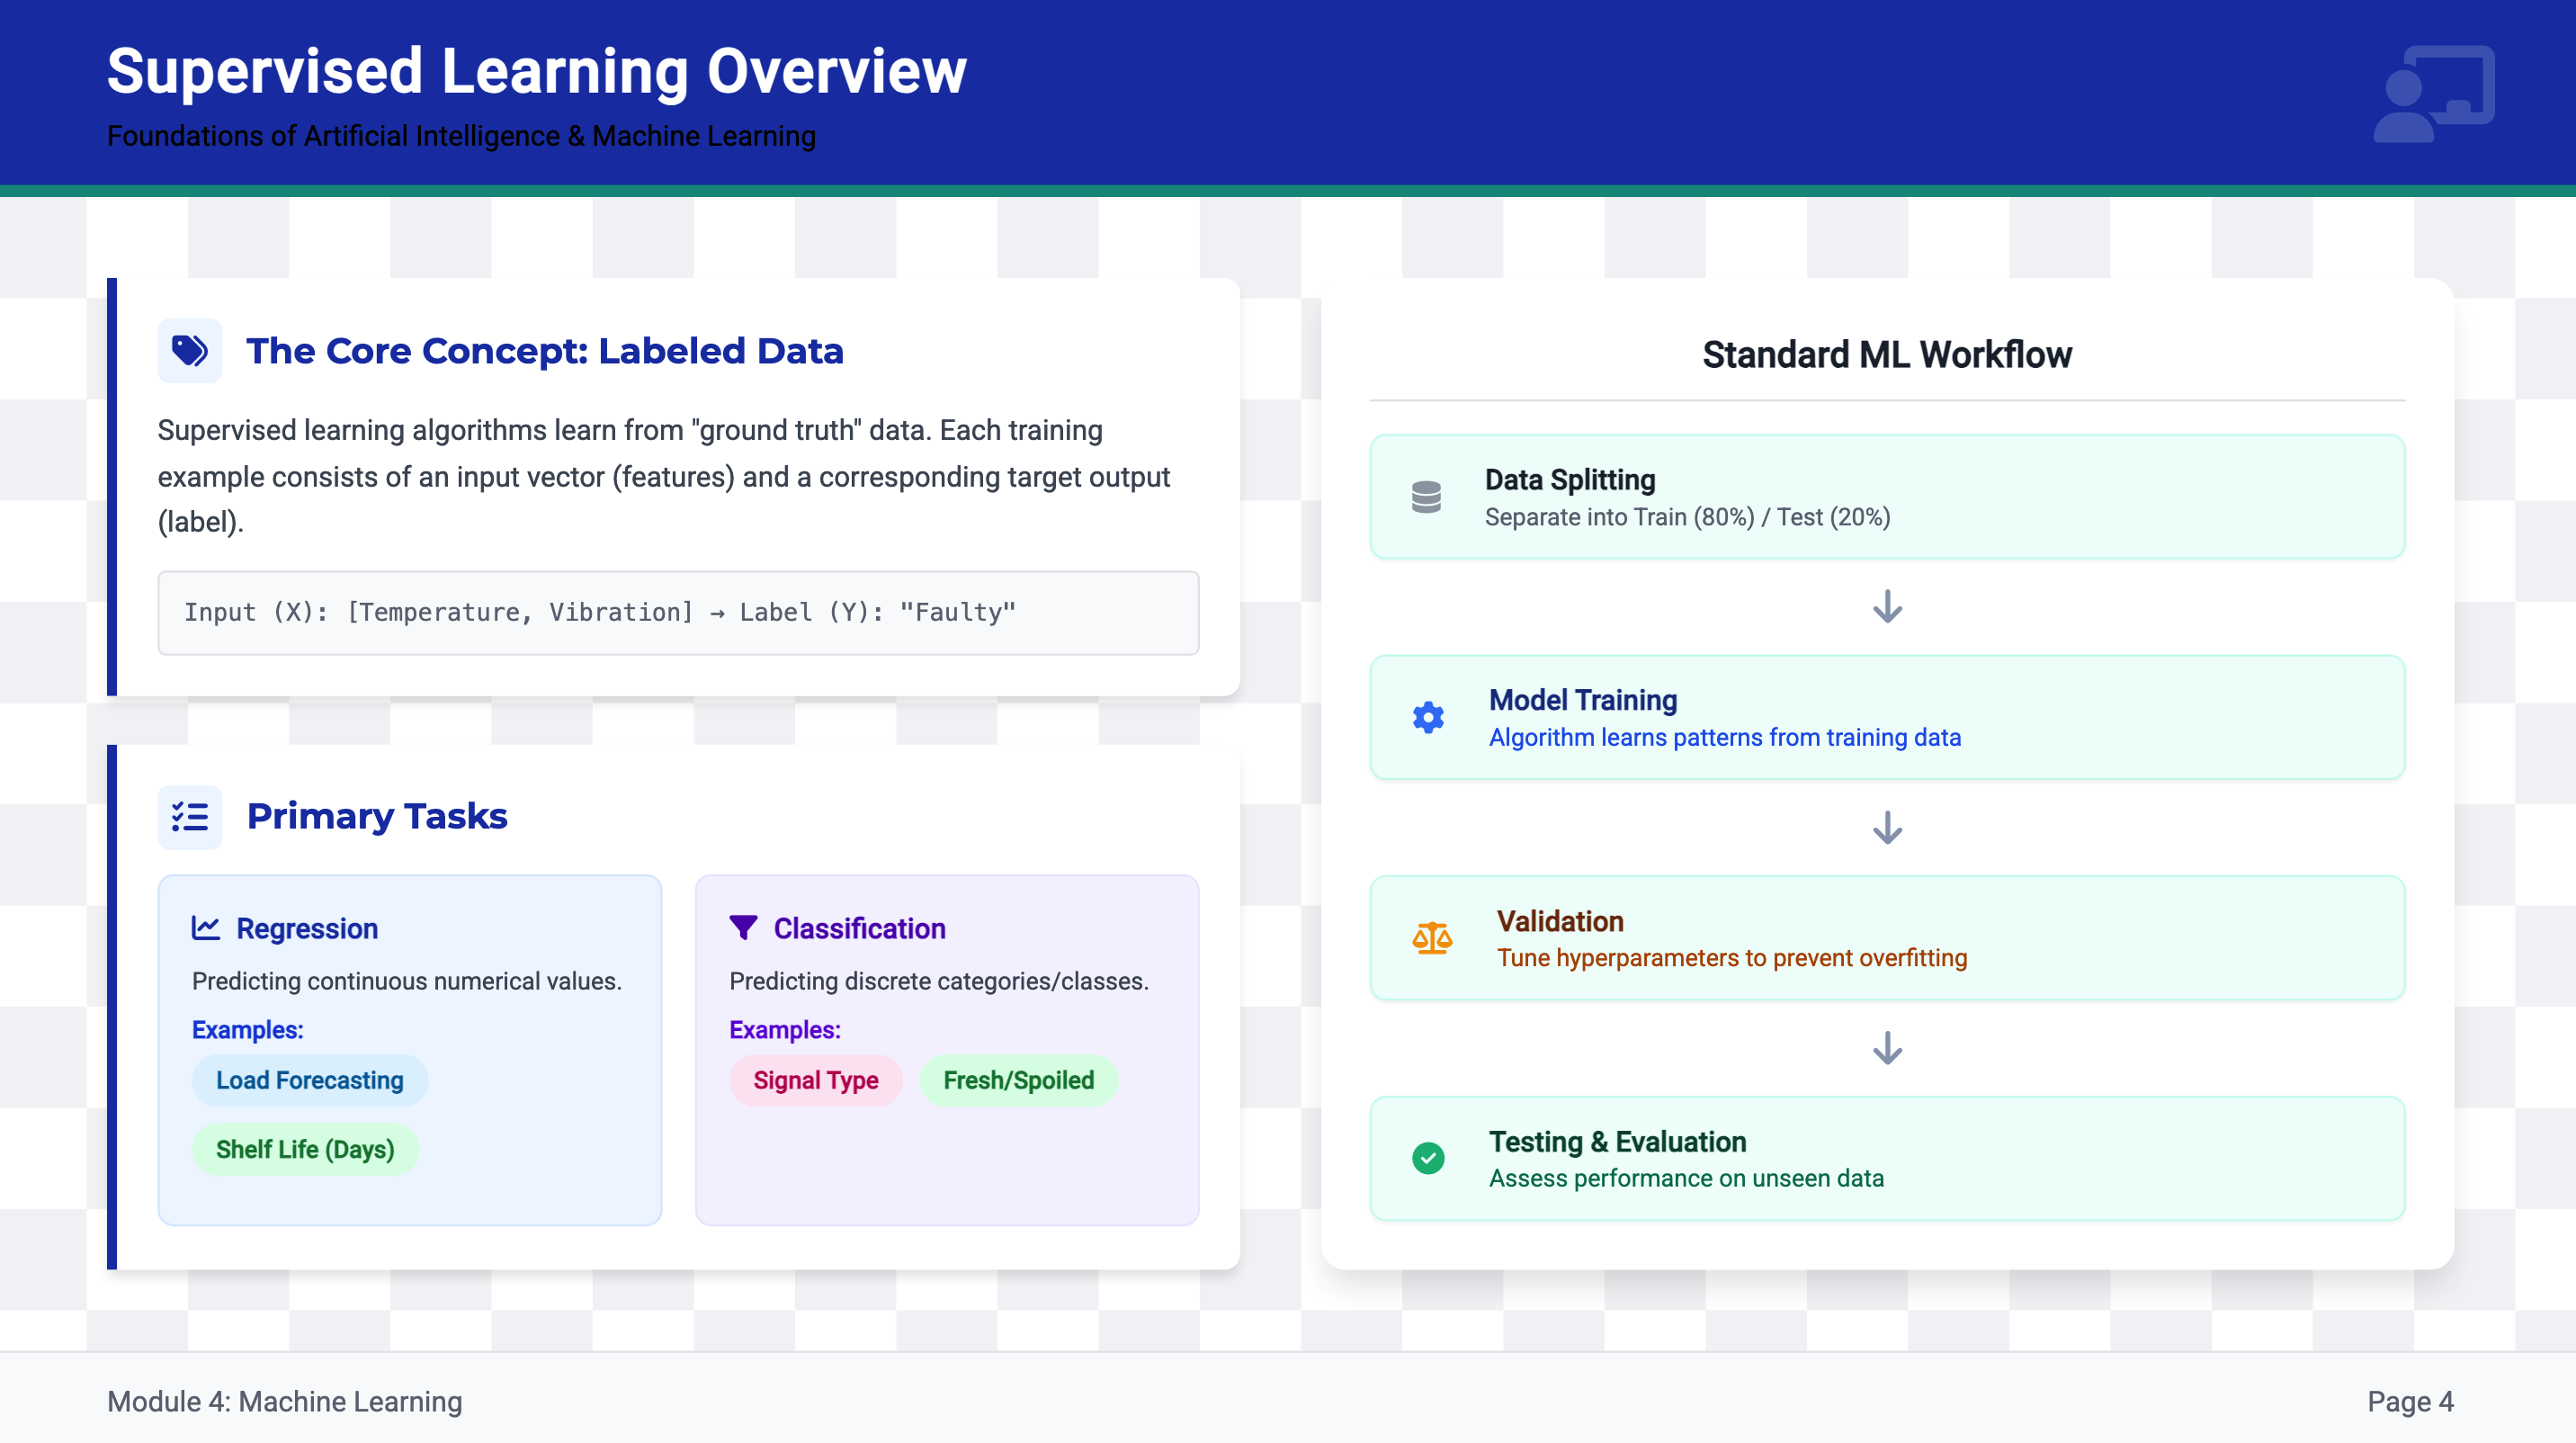 Supervised Learning Overview
Foundations of Artificial Intelligence & Machine Learning
The Core Concept: Labeled Data
Supervised learning algorithms learn from "ground truth" data. Each training
example consists of an input vector (features) and a corresponding target output
(label).
Input (X): [Temperature, Vibration] → Label (Y): "Faulty"
Primary Tasks
Regression
Predicting continuous numerical values.
Examples:
Load Forecasting
Shelf Life (Days)
Classification
Predicting discrete categories/classes.
Examples:
Signal Type Fresh/Spoiled
Standard ML Workflow
Data Splitting
Separate into Train (80%) / Test (20%)
Model Training
Algorithm learns patterns from training data
Validation
Tune hyperparameters to prevent overfitting
Testing & Evaluation
Assess performance on unseen data
Module 4: Machine Learning
Page 4